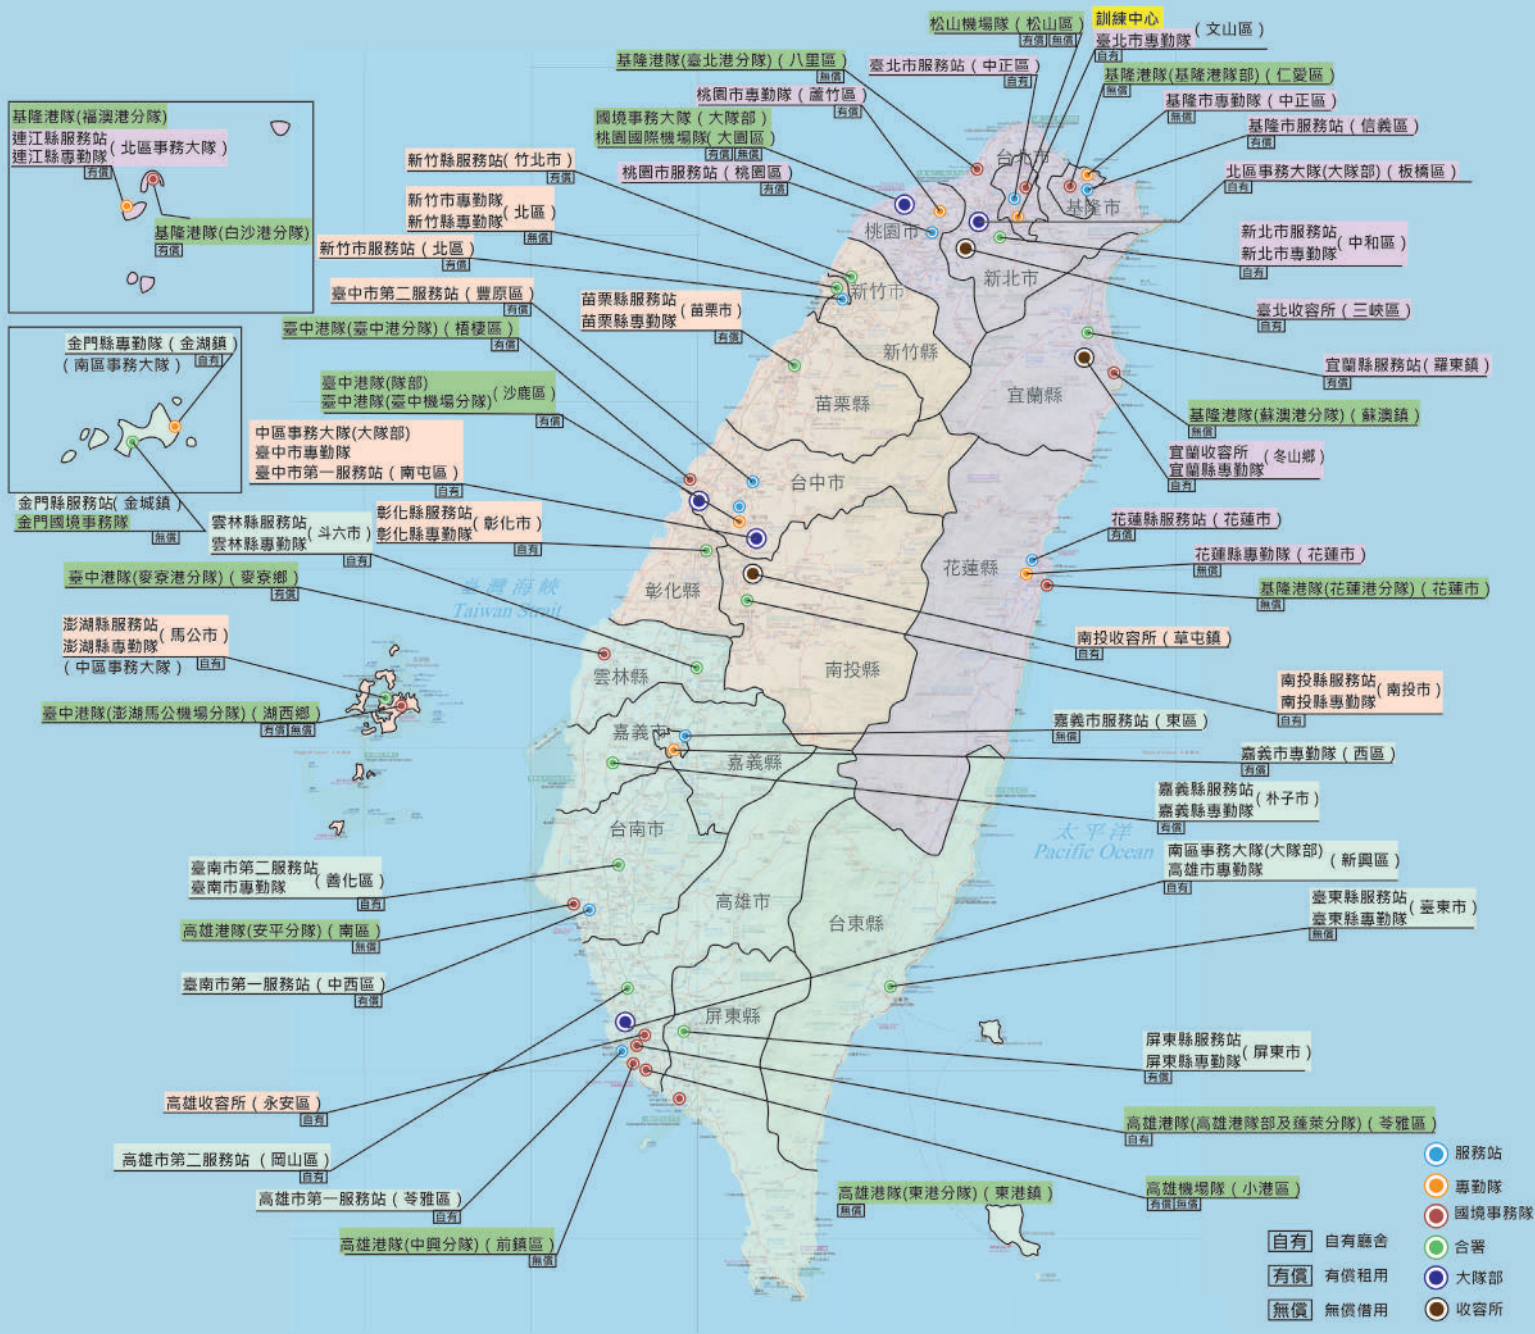 松山機場隊 ( 松山區 )
有償 無償
訓練中心
臺北市專勤隊
( 文山區 )
自有
基隆港隊(臺北港分隊) ( 八里區 )
無償
臺北市服務站 ( 中正區 )
自有
基隆港隊(基隆港隊部) ( 仁愛區 )
無償
桃園市專勤隊 ( 蘆竹區 )
有償
基隆市專勤隊 ( 中正區 )
無償
國境事務大隊 ( 大隊部 )
桃園國際機場隊( 大園區 )
有償 無償
基隆市服務站 ( 信義區 )
有償
桃園市服務站 ( 桃園區 )
有償
北區事務大隊(大隊部) ( 板橋區 )
自有
基隆港隊(福澳港分隊)
連江縣服務站
連江縣專勤隊
( 北區事務大隊 )
有償
基隆港隊(白沙港分隊)
有償
新竹縣服務站( 竹北市 )
有償
新竹市專勤隊
新竹縣專勤隊
( 北區 )
無償
新竹市服務站 ( 北區 )
有償
新北市服務站
新北市專勤隊
( 中和區 )
自有
臺中市第二服務站 ( 豐原區 )
有償
苗栗縣服務站
苗栗縣專勤隊
( 苗栗市 )
有償
臺北收容所 ( 三峽區 )
自有
臺中港隊(臺中港分隊) ( 梧棲區 )
有償
金門縣專勤隊 ( 金湖鎮 )
自有
( 南區事務大隊 )
宜蘭縣服務站 ( 羅東鎮 )
有償
臺中港隊(隊部)
臺中港隊(臺中機場分隊)
( 沙鹿區 )
有償
基隆港隊(蘇澳港分隊) ( 蘇澳鎮 )
無償
中區事務大隊(大隊部)
臺中市專勤隊
臺中市第一服務站 ( 南屯區 )
自有
宜蘭收容所
宜蘭縣專勤隊
( 冬山鄉 )
自有
金門縣服務站( 金城鎮 )
金門國境事務隊
無償
雲林縣服務站
雲林縣專勤隊
( 斗六市 )
自有
彰化縣服務站
彰化縣專勤隊
( 彰化市 )
自有
花蓮縣服務站 ( 花蓮市 )
有償
花蓮縣專勤隊 ( 花蓮市 )
無償
臺中港隊(麥寮港分隊) ( 麥寮鄉 )
有償
基隆港隊(花蓮港分隊) ( 花蓮市 )
無償
澎湖縣服務站
澎湖縣專勤隊
( 馬公市 )
( 中區事務大隊 )
自有
南投收容所 ( 草屯鎮 )
自有
南投縣服務站
南投縣專勤隊
( 南投市 )
自有
臺中港隊(澎湖馬公機場分隊) ( 湖西鄉 )
有償 無償
嘉義市服務站 ( 東區 )
無償
嘉義市專勤隊 ( 西區 )
有償
嘉義縣服務站
嘉義縣專勤隊
( 朴子市 )
有償
南區事務大隊(大隊部)
高雄市專勤隊
( 新興區 )
自有
臺南市第二服務站
臺南市專勤隊
( 善化區 )
自有
臺東縣服務站
臺東縣專勤隊
( 臺東市 )
無償
高雄港隊(安平分隊) ( 南區 )
無償
臺南市第一服務站 ( 中西區 )
有償
屏東縣服務站
屏東縣專勤隊
( 屏東市 )
有償
高雄收容所 ( 永安區 )
自有
高雄港隊(高雄港隊部及蓬萊分隊) ( 苓雅區 )
自有
高雄市第二服務站 ( 岡山區 )
自有
高雄市第一服務站 ( 苓雅區 )
自有
高雄港隊(東港分隊) ( 東港鎮 )
無償
高雄機場隊 ( 小港區 )
有償 無償
高雄港隊(中興分隊) ( 前鎮區 )
無償
台北市
基隆市
桃園市
新北市
新竹市
新竹縣
宜蘭縣
苗栗縣
台中市
花蓮縣
彰化縣
南投縣
雲林縣
嘉義市
嘉義縣
台南市
高雄市
台東縣
屏東縣
臺灣海峽
Taiwan Strait
太平洋
Pacific Ocean
服務站
專勤隊
國境事務隊
合署
大隊部
收容所
自有 自有廳舍
有償 有償租用
無償 無償借用